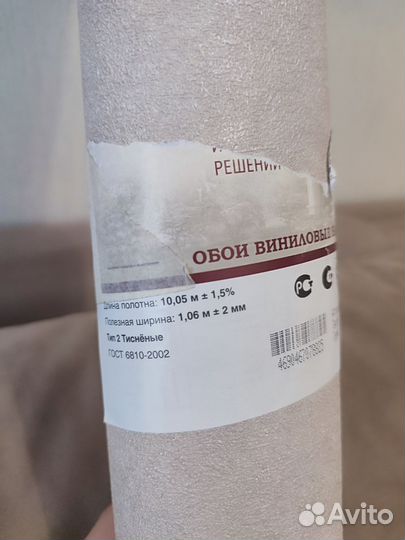 РЕШЕНИЙ
ОБОИ ВИНИЛОВЫЕ
Длина полотна: 10,05 м ± 1,5%
Полезная ширина: 1,06 м ± 2 мм
Тип 2 Тиснёные
ГОСТ 6810-2002
Avito